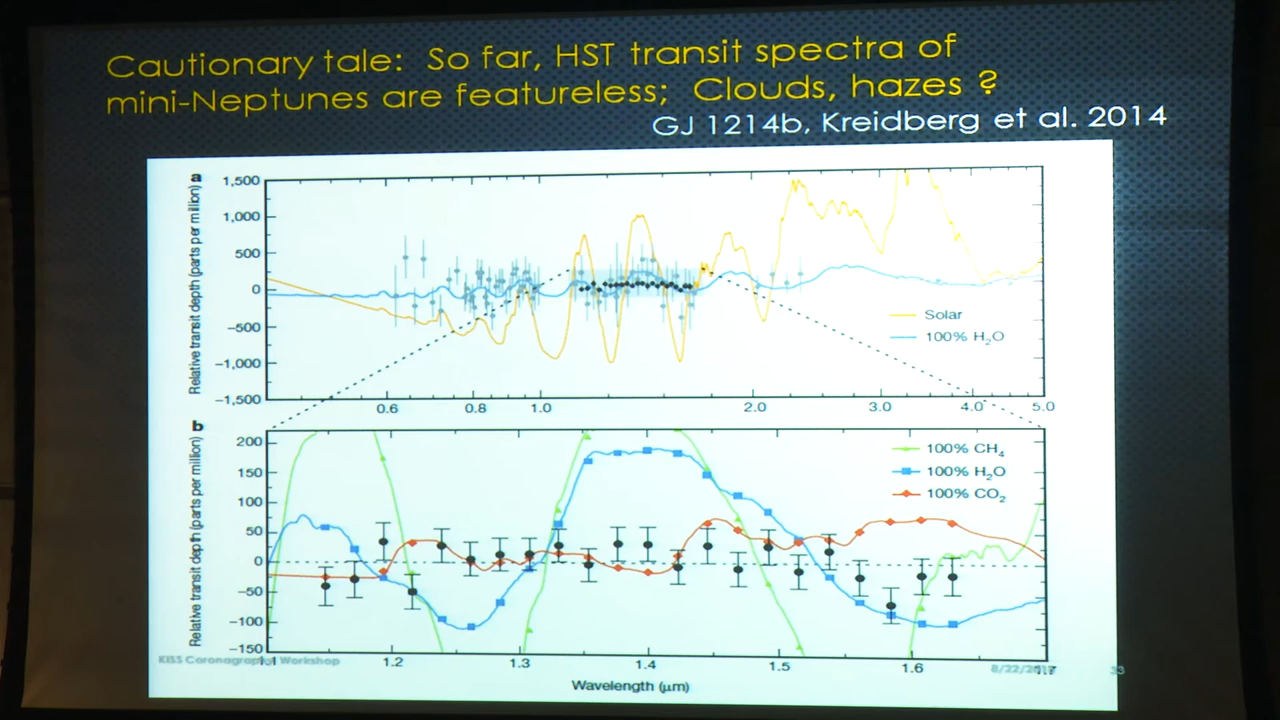 Cautionary tale: So far, HST transit spectra of
mini-Neptunes are featureless; Clouds, hazes ?
GJ 1214b, Kreidberg et al. 2014
a
Relative transit depth (parts per million)
1,500
1,000
500
0
−500
−1,000
−1,500
Solar
100% H₂O
0.6 0.8 1.0 2.0 3.0 4.0 5.0
b
Relative transit depth (parts per million)
200
150
100
50
0
−50
−100
−150
100% CH₄
100% H₂O
100% CO₂
KISS Coronagraph Workshop
1.2 1.3 1.4 1.5 1.6
33
Wavelength (μm)